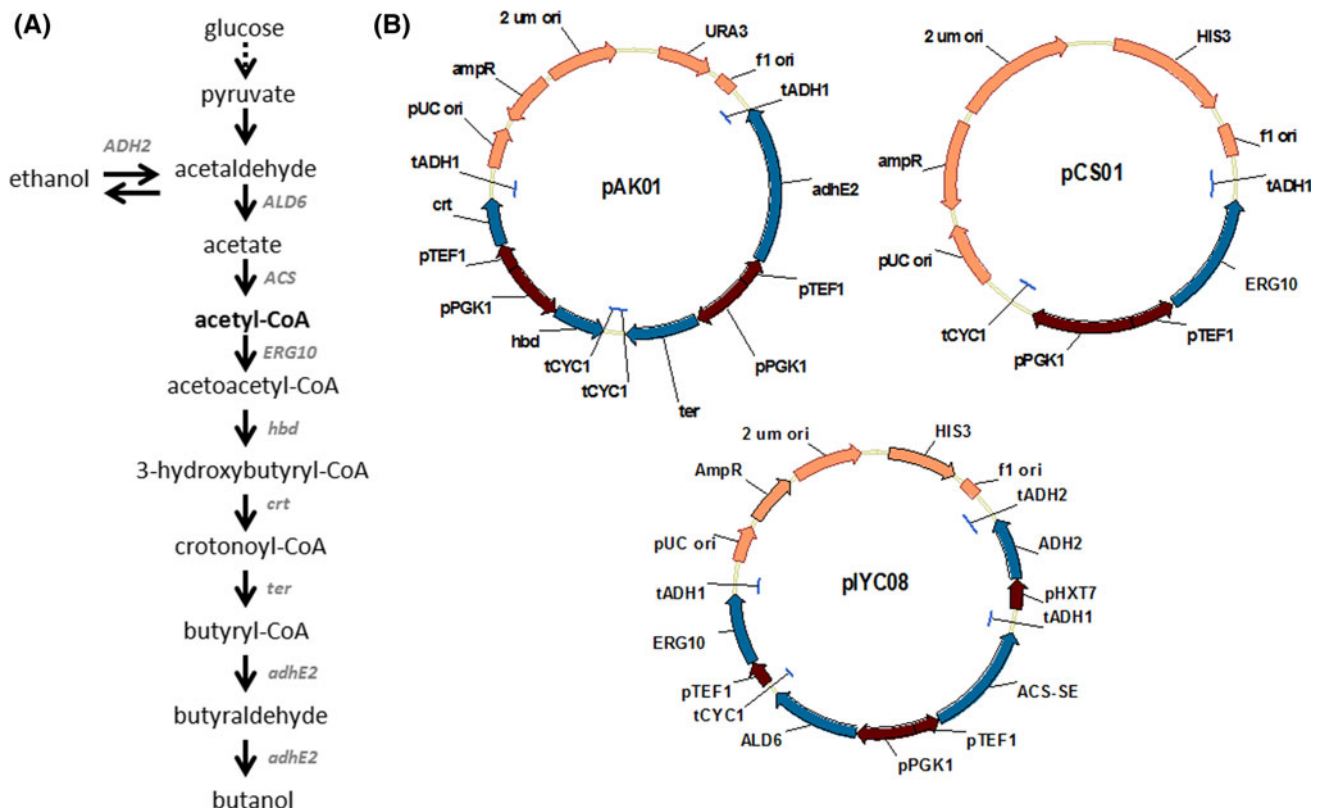 (A)
glucose
pyruvate
ADH2
ethanol
acetaldehyde
ALD6
acetate
ACS
acetyl-CoA
ERG10
acetoacetyl-CoA
hbd
3-hydroxybutyryl-CoA
crt
crotonoyl-CoA
ter
butyryl-CoA
adhE2
butyraldehyde
adhE2
butanol
(B)
2 um ori
URA3
f1 ori
tADH1
adhE2
pTEF1
pPGK1
ter
tCYC1
tCYC1
hbd
pPGK1
pTEF1
crt
tADH1
pUC ori
ampR
pAK01
2 um ori
HIS3
f1 ori
tADH1
ERG10
pTEF1
pPGK1
tCYC1
pUC ori
ampR
pCS01
2 um ori
HIS3
f1 ori
tADH2
ADH2
pHXT7
tADH1
ACS-SE
pTEF1
pPGK1
ALD6
tCYC1
pTEF1
ERG10
tADH1
pUC ori
AmpR
pIYC08